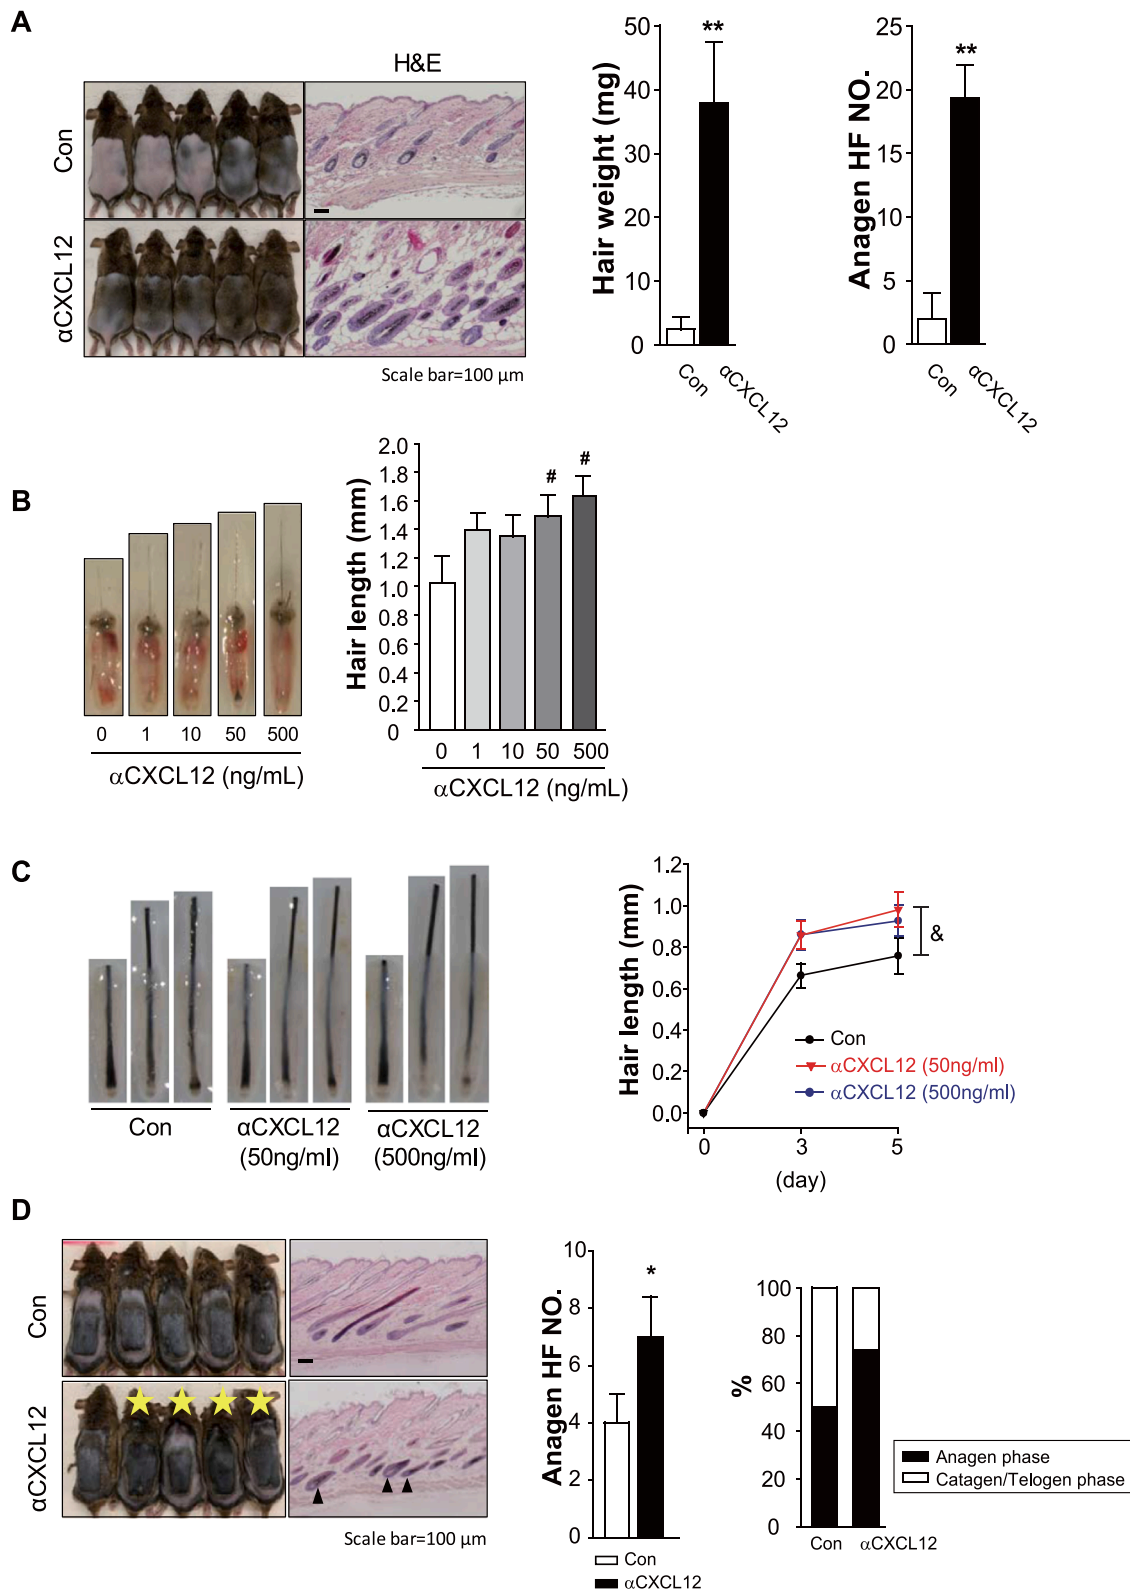 A
H&E
Con
αCXCL12
Scale bar=100 μm
Hair weight (mg)
50
40
30
20
10
0
**
Con
αCXCL12
Anagen HF NO.
25
20
15
10
5
0
**
Con
αCXCL12
B
0 1 10 50 500
αCXCL12 (ng/mL)
Hair length (mm)
2.0
1.8
1.6
1.4
1.2
1.0
0.8
0.6
0.4
0.2
0
# #
0 1 10 50 500
αCXCL12 (ng/mL)
C
Con
αCXCL12
(50ng/ml)
αCXCL12
(500ng/ml)
Hair length (mm)
1.2
1.0
0.8
0.6
0.4
0.2
0.0
&
Con
αCXCL12 (50ng/ml)
αCXCL12 (500ng/ml)
0 3 5
(day)
D
Con
αCXCL12
Scale bar=100 μm
Anagen HF NO.
10
8
6
4
2
0
*
Con
αCXCL12
%
100
80
60
40
20
0
Con αCXCL12
Anagen phase
Catagen/Telogen phase